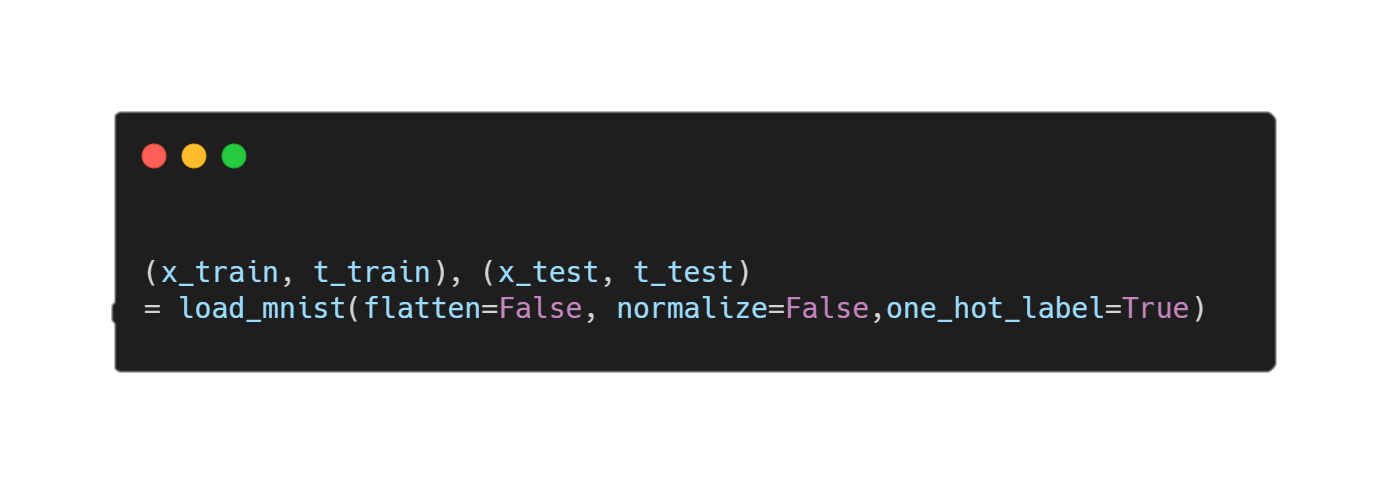 (x_train, t_train), (x_test, t_test)
= load_mnist(flatten=False, normalize=False,one_hot_label=True)